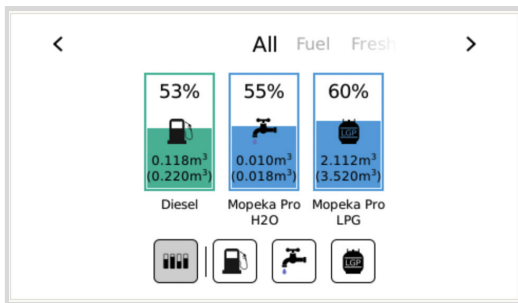 < All Fuel Fresh >
53% 55% 60%
LGP
0.118m³ 0.010m³ 2.112m³
(0.220m³) (0.018m³) (3.520m³)
Diesel Mopeka Pro Mopeka Pro
H2O LPG
LGP